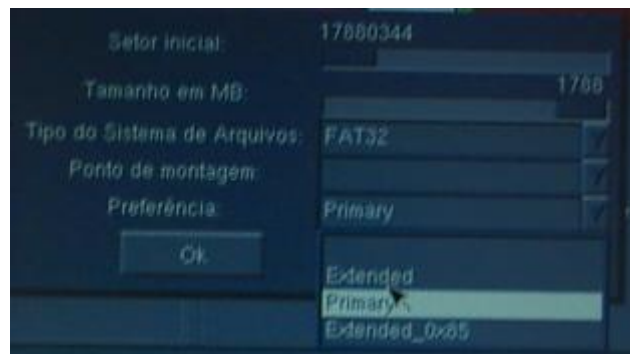 Setor inicial: 17880344
Tamanho em MB: 1788
Tipo do Sistema de Arquivos: FAT32
Ponto de montagem:
Preferência: Primary
Ok
Extended
Primary
Extended_0x85